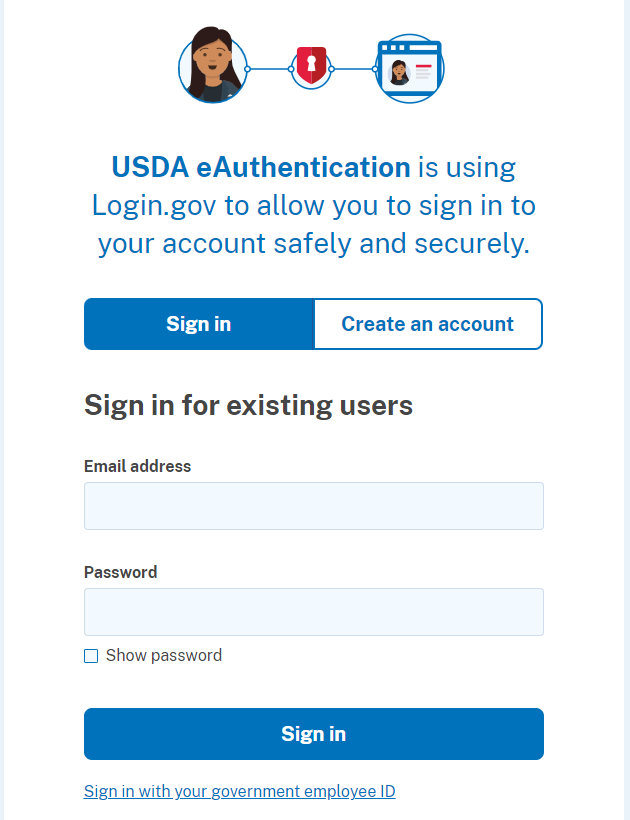 USDA eAuthentication is using
Login.gov to allow you to sign in to
your account safely and securely.
Sign in
Create an account
Sign in for existing users
Email address
Password
Show password
Sign in
Sign in with your government employee ID